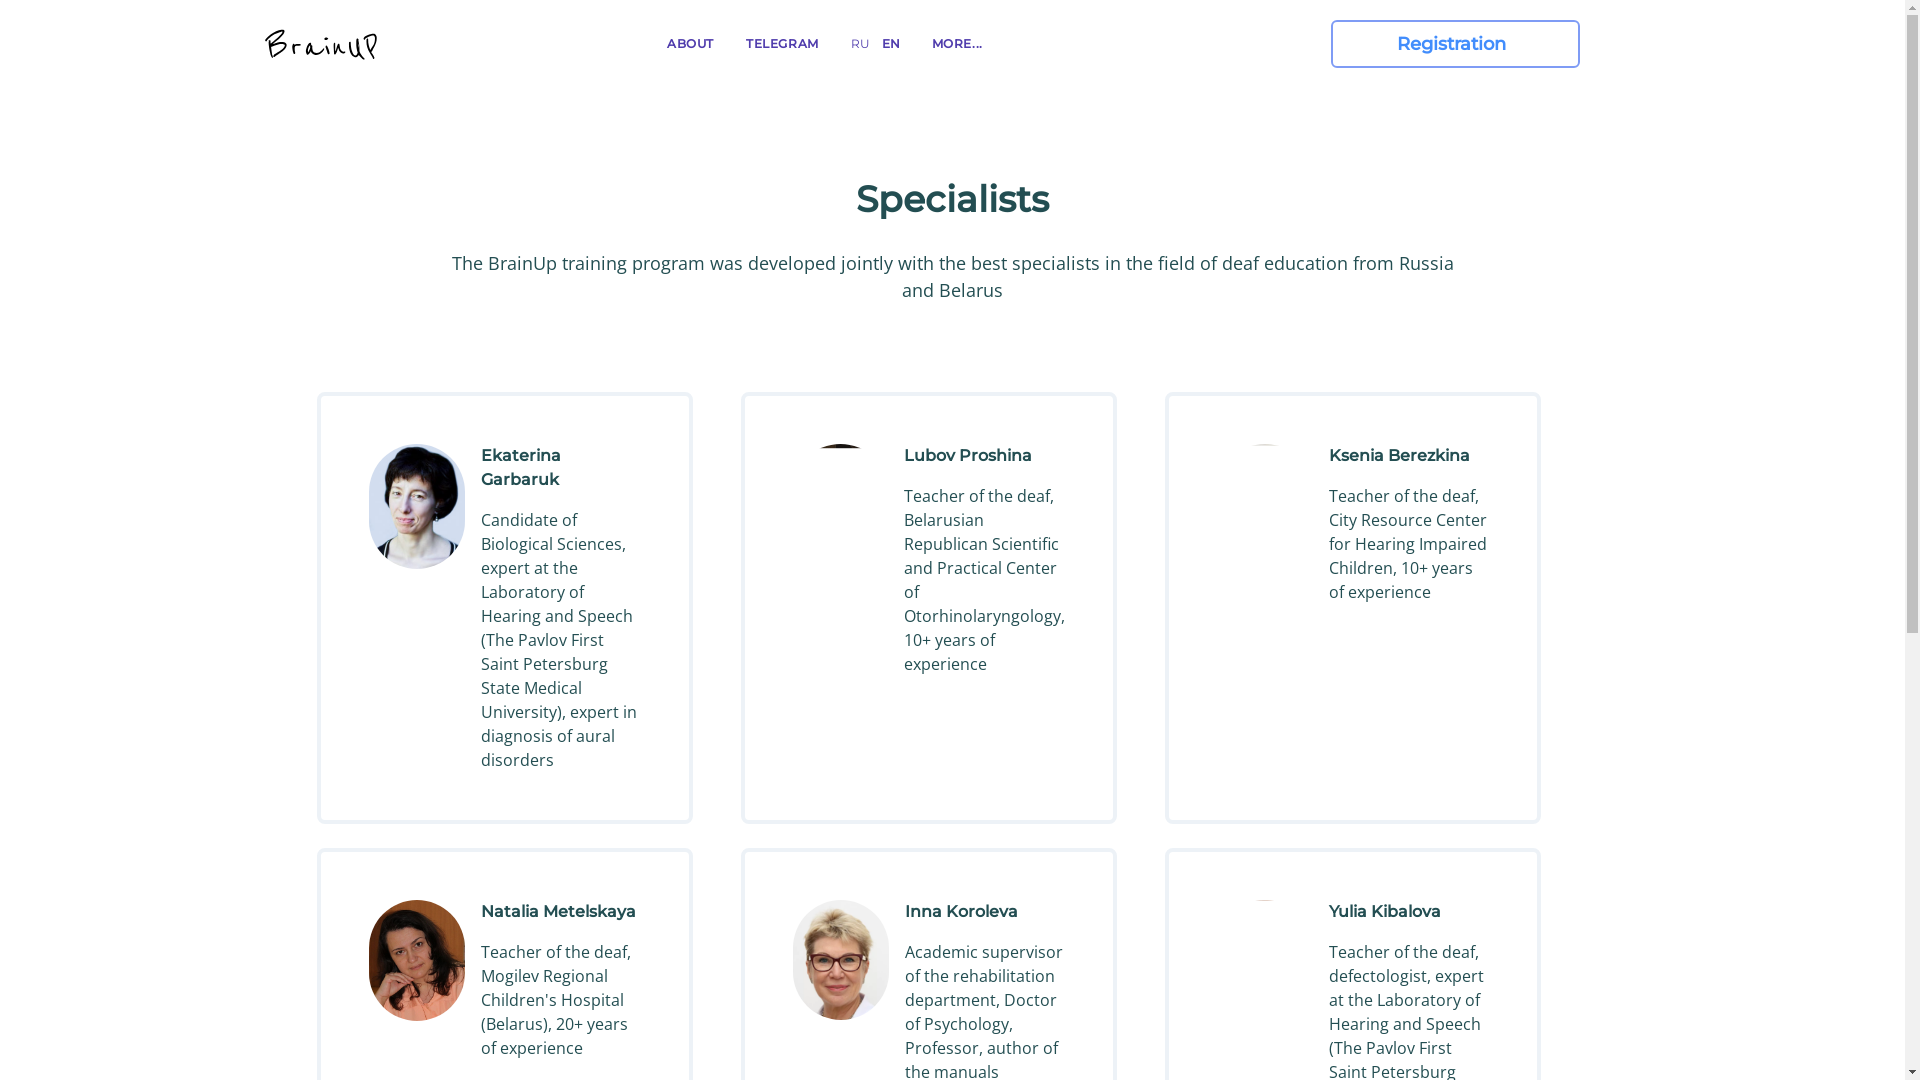 BrainUP
ABOUT
TELEGRAM
RU
EN
MORE...
Registration
Specialists
The BrainUp training program was developed jointly with the best specialists in the field of deaf education from Russia
and Belarus
Ekaterina
Garbaruk
Candidate of
Biological Sciences,
expert at the
Laboratory of
Hearing and Speech
(The Pavlov First
Saint Petersburg
State Medical
University), expert in
diagnosis of aural
disorders
Lubov Proshina
Teacher of the deaf,
Belarusian
Republican Scientific
and Practical Center
of
Otorhinolaryngology,
10+ years of
experience
Ksenia Berezkina
Teacher of the deaf,
City Resource Center
for Hearing Impaired
Children, 10+ years
of experience
Natalia Metelskaya
Teacher of the deaf,
Mogilev Regional
Children's Hospital
(Belarus), 20+ years
of experience
Inna Koroleva
Academic supervisor
of the rehabilitation
department, Doctor
of Psychology,
Professor, author of
the manuals
Yulia Kibalova
Teacher of the deaf,
defectologist, expert
at the Laboratory of
Hearing and Speech
(The Pavlov First
Saint Petersburg